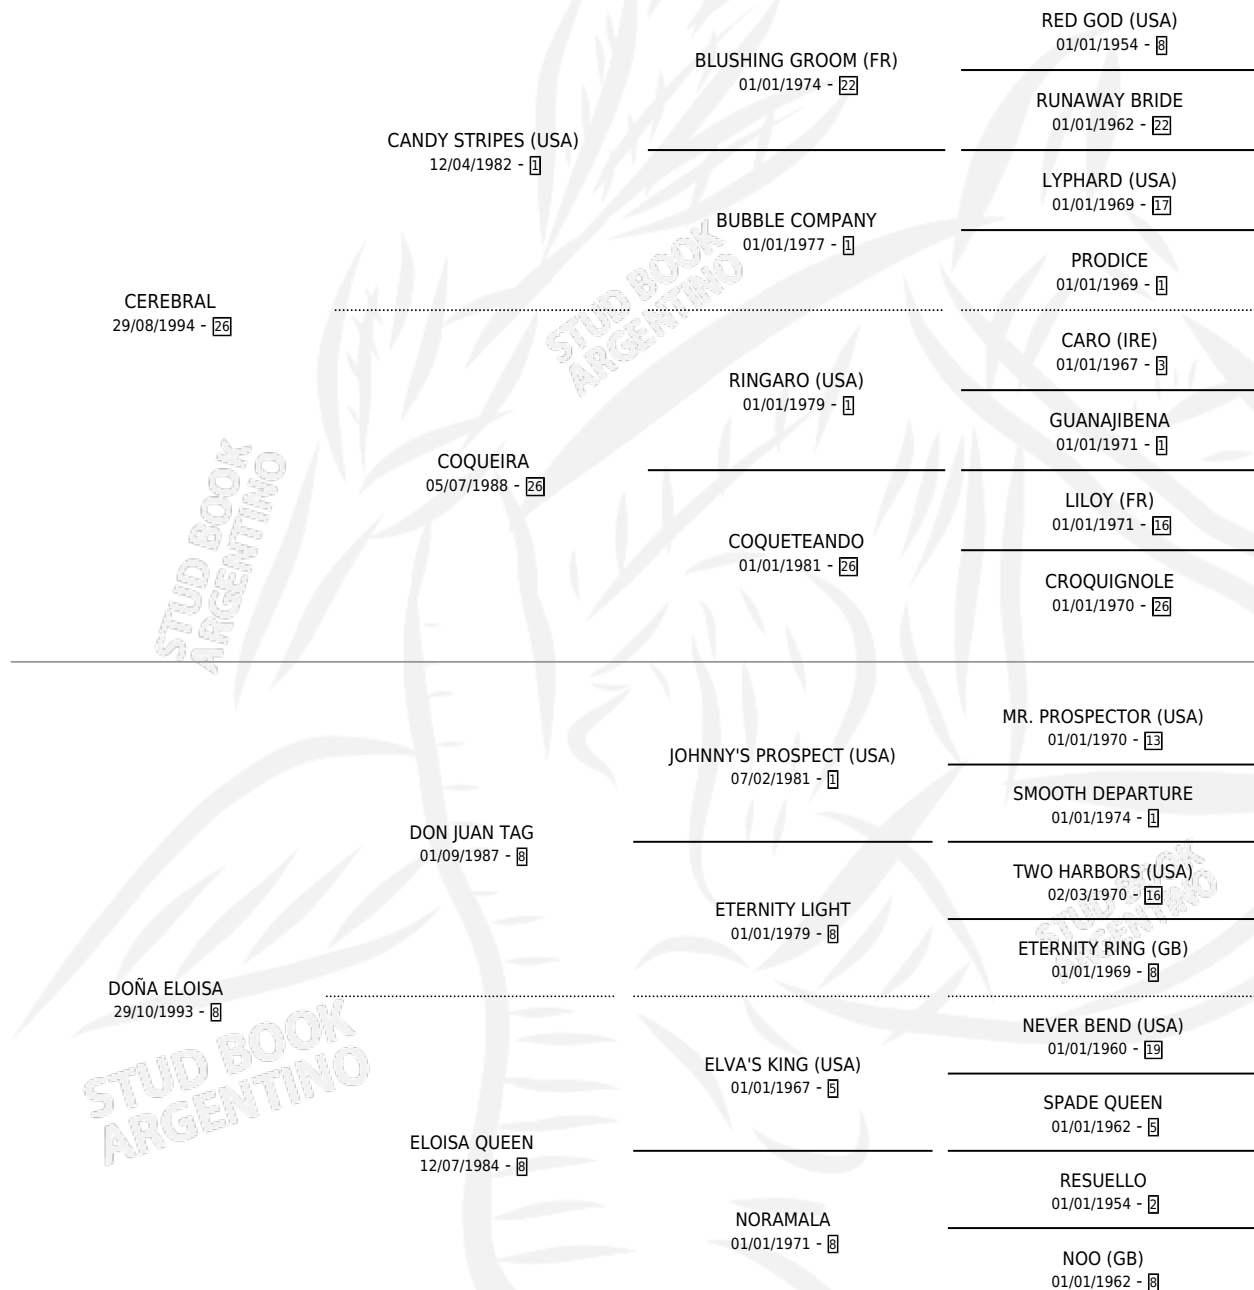 RED GOD (USA)
01/01/1954 - 8
BLUSHING GROOM (FR)
01/01/1974 - 22
RUNAWAY BRIDE
01/01/1962 - 22
CANDY STRIPES (USA)
12/04/1982 - 1
LYPHARD (USA)
01/01/1969 - 17
BUBBLE COMPANY
01/01/1977 - 1
PRODICE
01/01/1969 - 1
CEREBRAL
29/08/1994 - 26
CARO (IRE)
01/01/1967 - 3
RINGARO (USA)
01/01/1979 - 1
GUANAJIBENA
01/01/1971 - 1
COQUEIRA
05/07/1988 - 26
LILOY (FR)
01/01/1971 - 16
COQUETEANDO
01/01/1981 - 26
CROQUIGNOLE
01/01/1970 - 26
MR. PROSPECTOR (USA)
01/01/1970 - 13
JOHNNY'S PROSPECT (USA)
07/02/1981 - 1
SMOOTH DEPARTURE
01/01/1974 - 1
DON JUAN TAG
01/09/1987 - 8
TWO HARBORS (USA)
02/03/1970 - 16
ETERNITY LIGHT
01/01/1979 - 8
ETERNITY RING (GB)
01/01/1969 - 8
DOÑA ELOISA
29/10/1993 - 8
NEVER BEND (USA)
01/01/1960 - 19
ELVA'S KING (USA)
01/01/1967 - 5
SPADE QUEEN
01/01/1962 - 5
ELOISA QUEEN
12/07/1984 - 8
RESUELLO
01/01/1954 - 2
NORAMALA
01/01/1971 - 8
NOO (GB)
01/01/1962 - 8
STUD BOOK
ARGENTINO
STUD BOOK
ARGENTINO
STUD BOOK
ARGENTINO
STUD BOOK
ARGENTINO